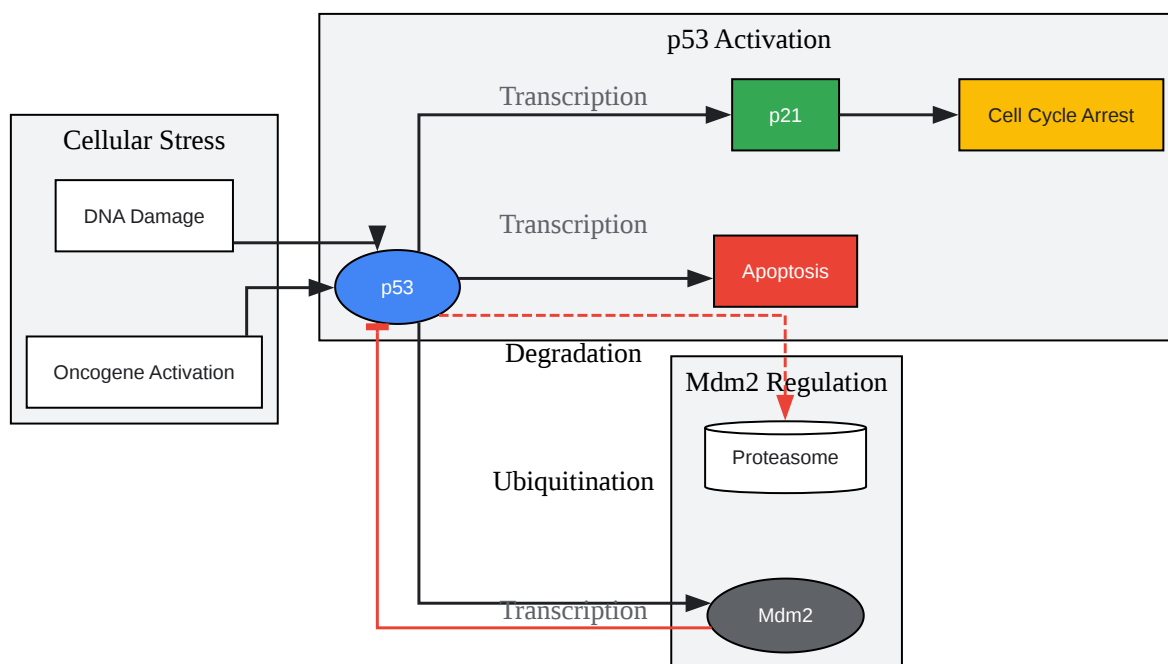 p53 Activation
Transcription
p21
Cell Cycle Arrest
Cellular Stress
DNA Damage
Transcription
Apoptosis
p53
Oncogene Activation
Degradation
Mdm2 Regulation
Proteasome
Ubiquitination
Transcription
Mdm2